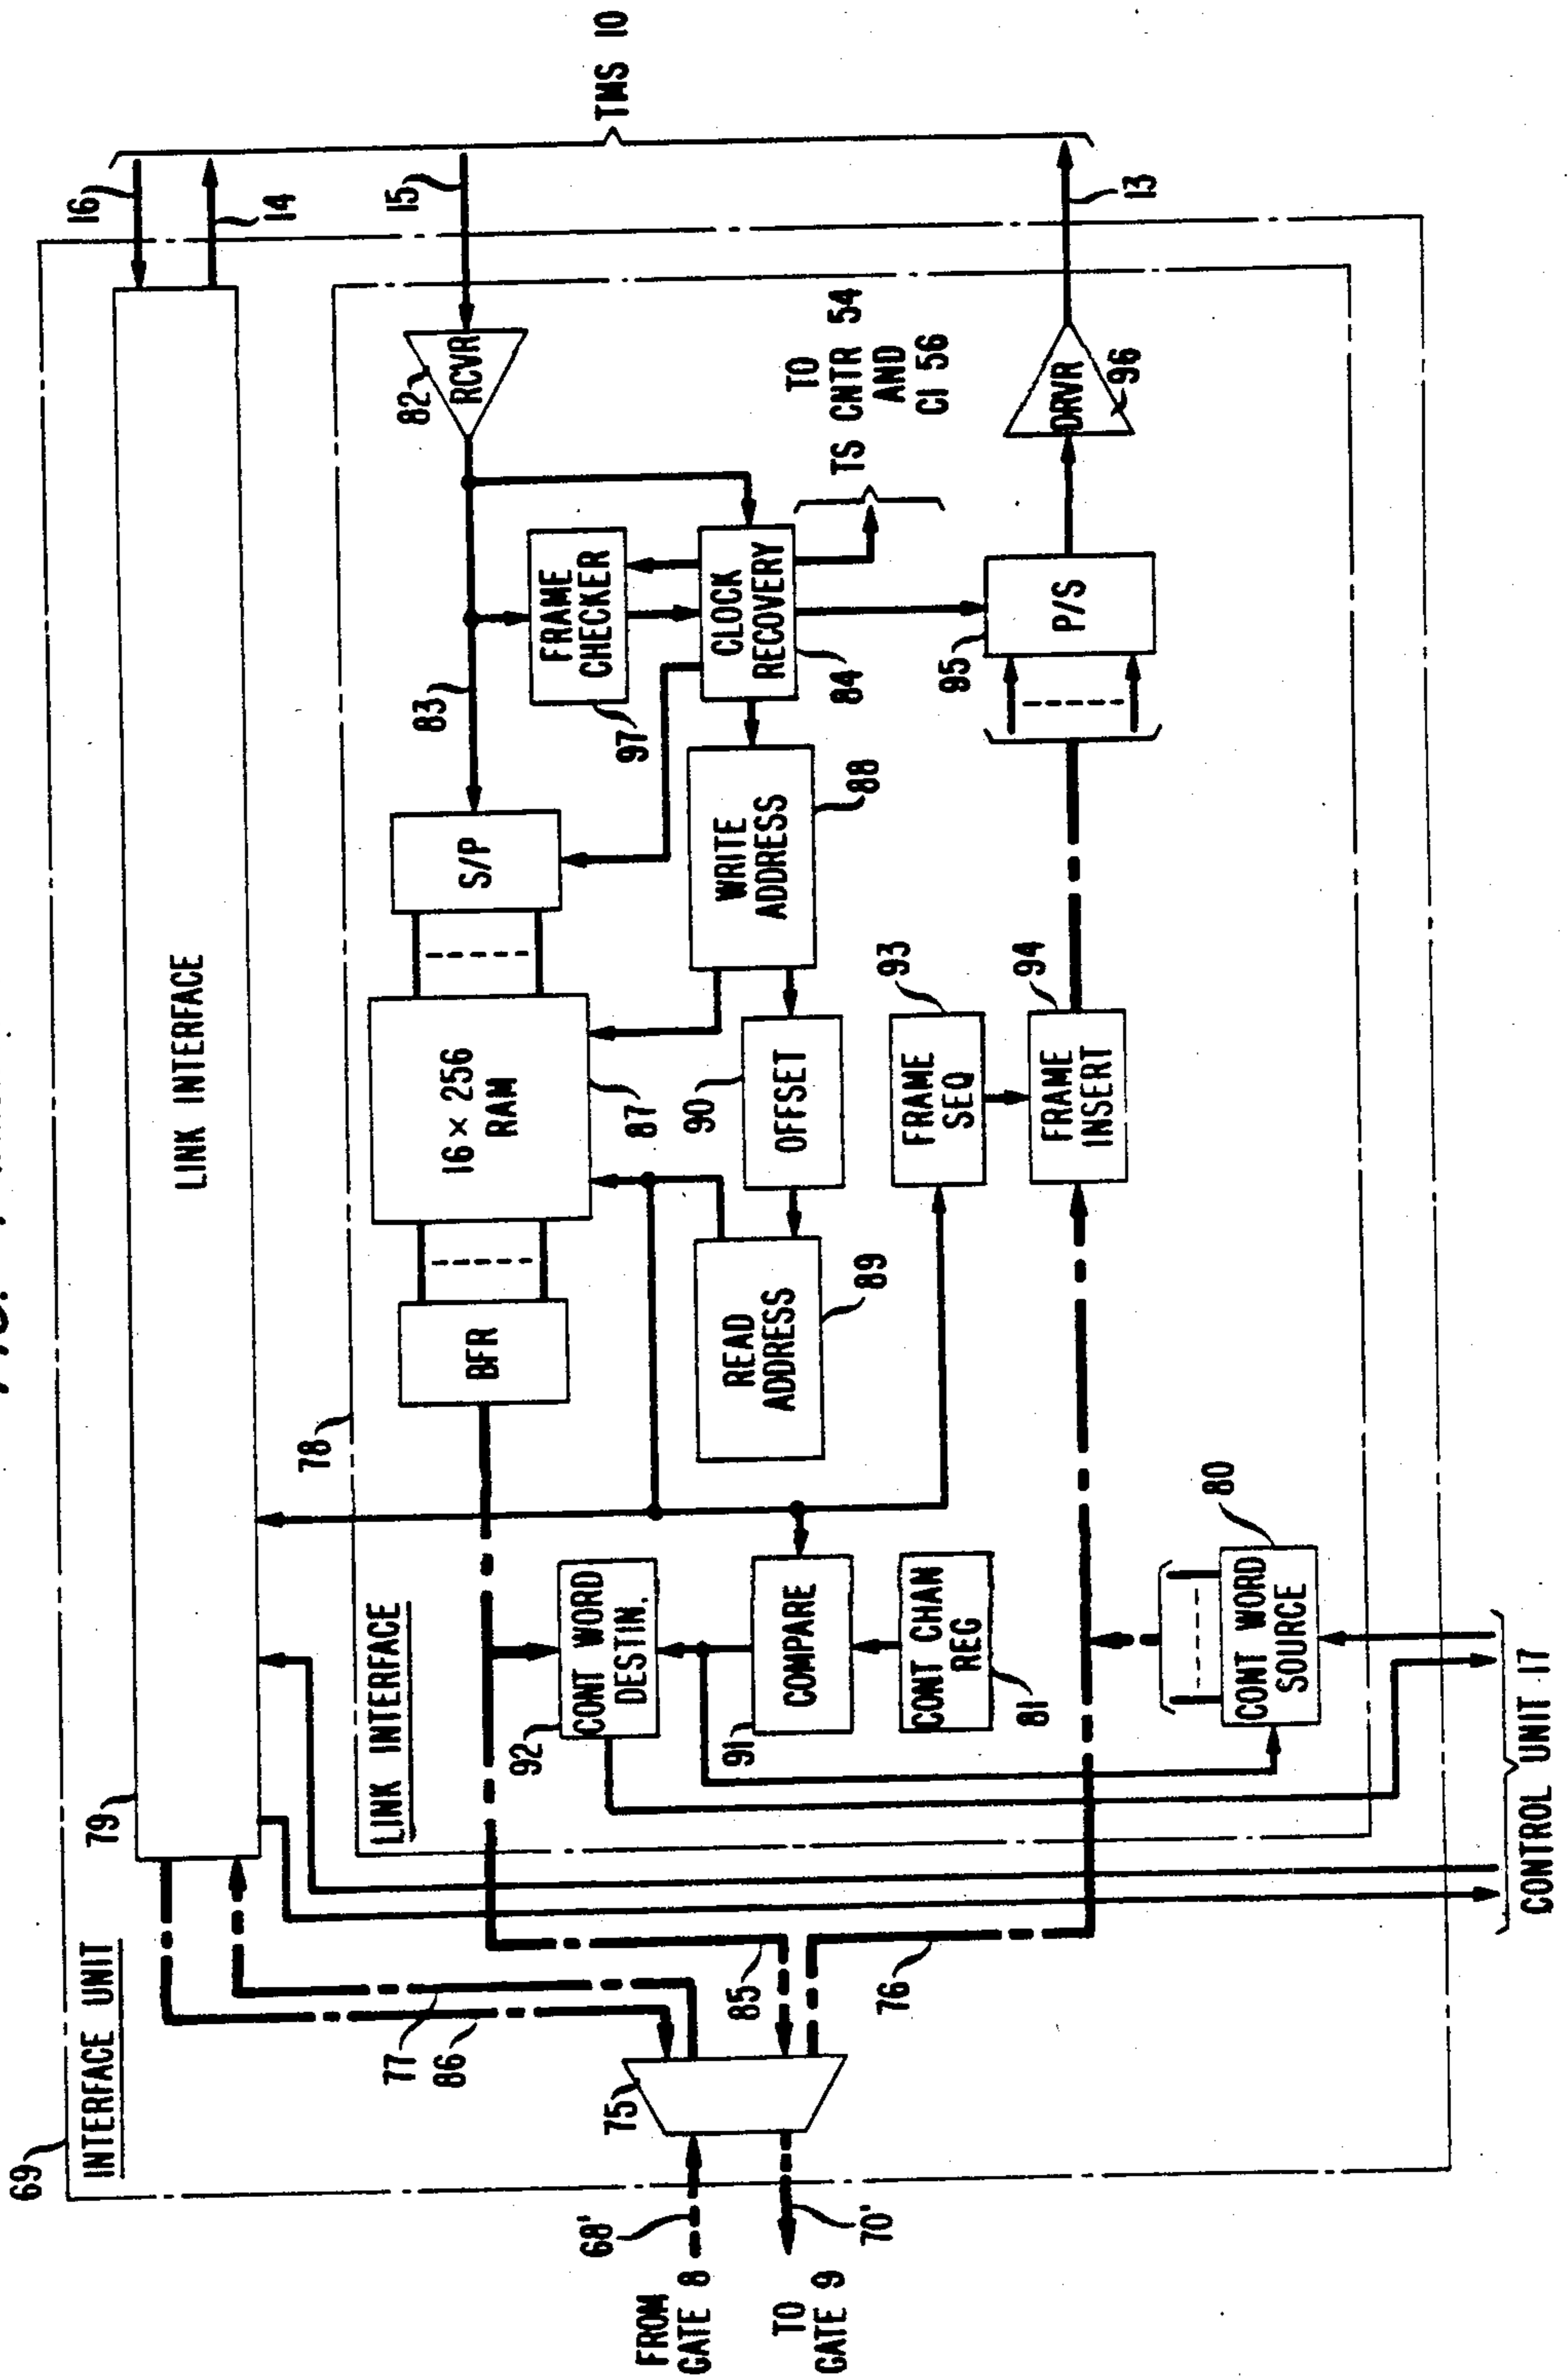 69
INTERFACE UNIT
79
LINK INTERFACE
16
14
TMS 10
78
LINK INTERFACE
BFR
16 × 256
RAM
87
S/P
83
82
RCVR
15
FRAME
CHECKER
97
CLOCK
RECOVERY
84
TS
TO
CNTR 54
AND
CI 56
92
CONT WORD
DESTIN.
91
COMPARE
CONT CHAN
REG
81
READ
ADDRESS
89
90
OFFSET
WRITE
ADDRESS
88
FRAME
SEQ
93
FRAME
INSERT
94
95
P/S
DRVR
96
13
CONT WORD
SOURCE
80
77
86
75
85
76
FROM
GATE 8
68'
TO
GATE 9
70'
CONTROL UNIT 17